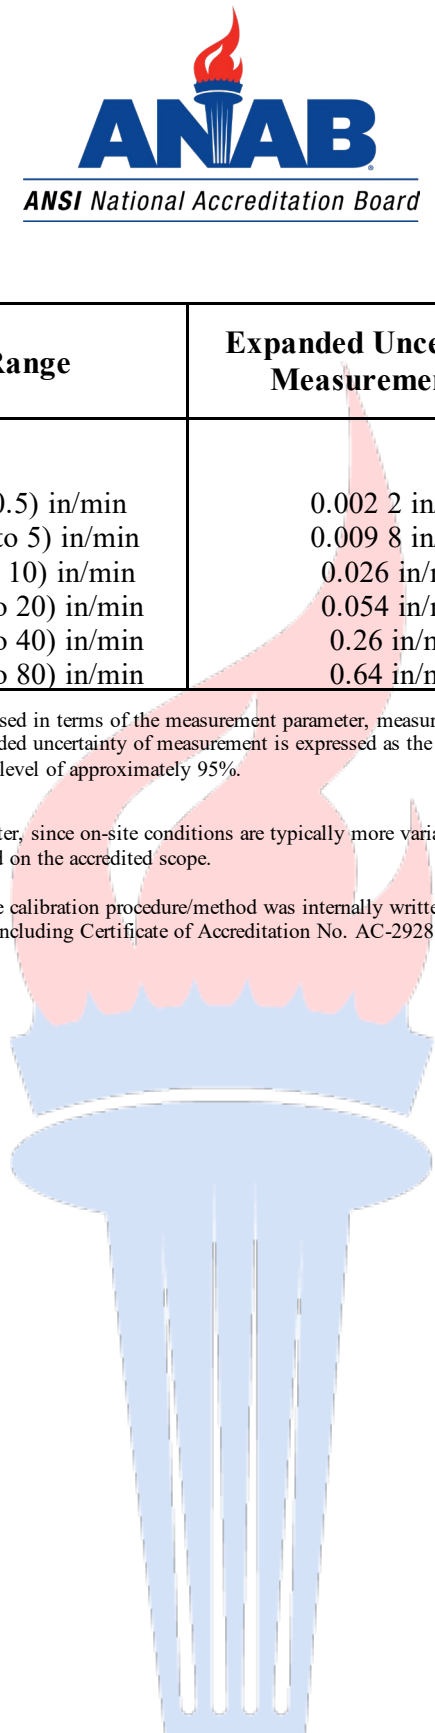 ANAB
ANSI National Accreditation Board
Range
Expanded Unce
Measuremen
0.5) in/min
0.002 2 in/
to 5) in/min
0.009 8 in/
10) in/min
0.026 in/m
o 20) in/min
0.054 in/m
o 40) in/min
0.26 in/m
o 80) in/min
0.64 in/m
sed in terms of the measurement parameter, measur
ded uncertainty of measurement is expressed as the
level of approximately 95%.
ter, since on-site conditions are typically more varia
d on the accredited scope.
e calibration procedure/method was internally writte
including Certificate of Accreditation No. AC-2928